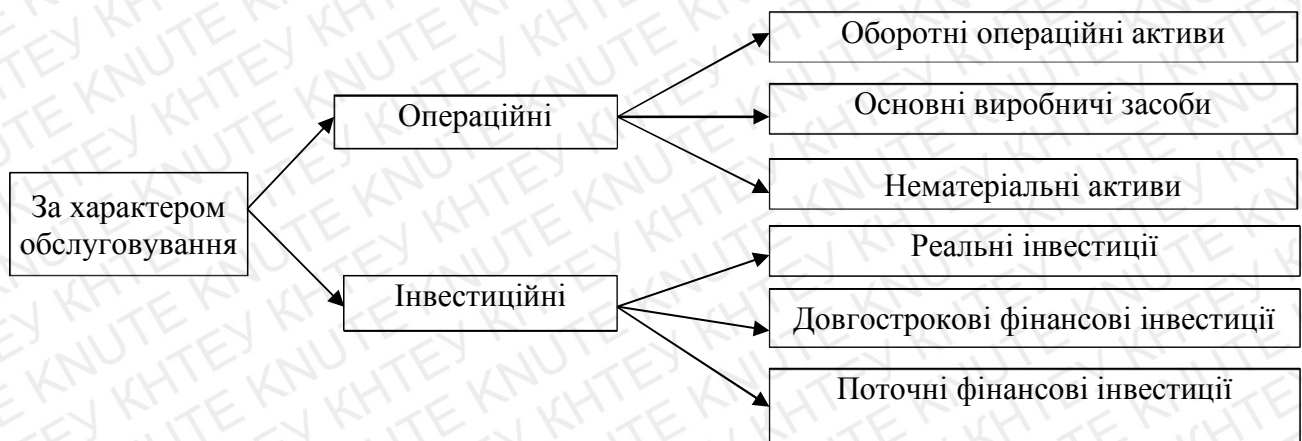 За характером
обслуговування
Операційні
Оборотні операційні активи
Основні виробничі засоби
Нематеріальні активи
Інвестиційні
Реальні інвестиції
Довгострокові фінансові інвестиції
Поточні фінансові інвестиції